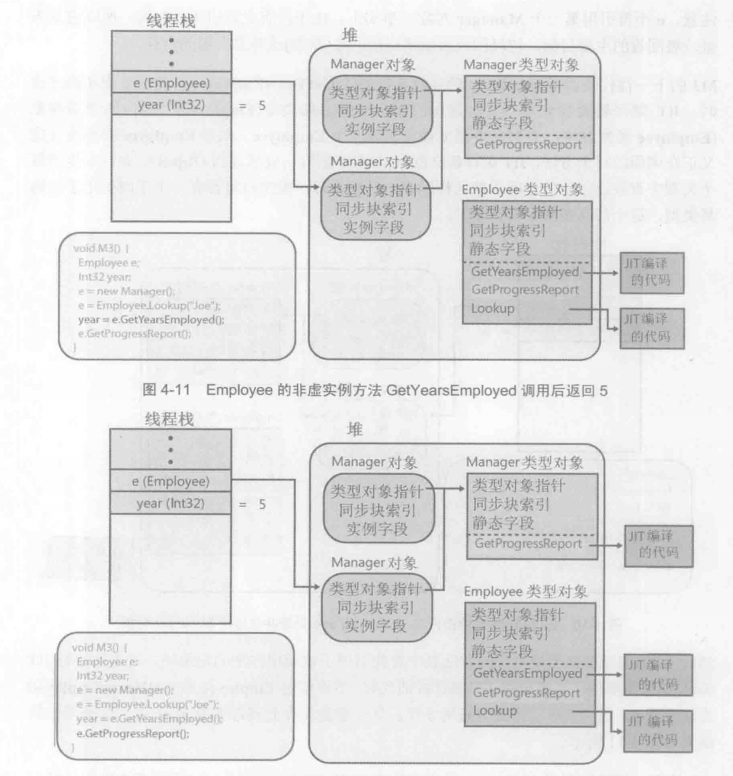 线程栈
e (Employee)
year (Int32) = 5
堆
Manager 对象
类型对象指针
同步块索引
实例字段
Manager 对象
类型对象指针
同步块索引
实例字段
Manager 类型对象
类型对象指针
同步块索引
静态字段
GetProgressReport
Employee 类型对象
类型对象指针
同步块索引
静态字段
GetYearsEmployed
GetProgressReport
Lookup
JIT 编译
的代码
JIT 编译
的代码
void M3() {
Employee e;
Int32 year;
e = new Manager();
e = Employee.Lookup("Joe");
year = e.GetYearsEmployed();
e.GetProgressReport();
}
图 4-11 Employee 的非虚实例方法 GetYearsEmployed 调用后返回 5
线程栈
e (Employee)
year (Int32) = 5
堆
Manager 对象
类型对象指针
同步块索引
实例字段
Manager 对象
类型对象指针
同步块索引
实例字段
Manager 类型对象
类型对象指针
同步块索引
静态字段
GetProgressReport
JIT 编译
的代码
Employee 类型对象
类型对象指针
同步块索引
静态字段
GetYearsEmployed
GetProgressReport
Lookup
JIT 编译
的代码
JIT 编译
的代码
void M3() {
Employee e;
Int32 year;
e = new Manager();
e = Employee.Lookup("Joe");
year = e.GetYearsEmployed();
e.GetProgressReport();
}